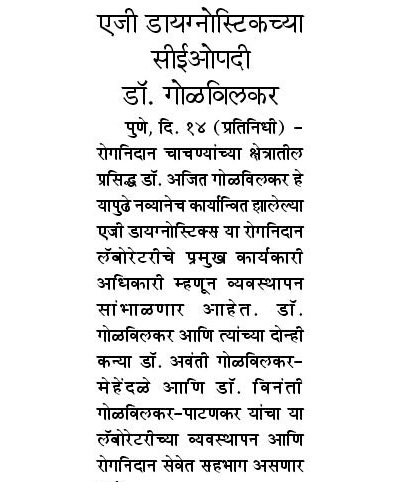 एजी डायग्नोस्टिकच्या
सीईओपदी
डॉ. गोळविलकर
पुणे, दि. १४ (प्रतिनिधी) –
रोगनिदान चाचण्यांच्या क्षेत्रातील
प्रसिद्ध डॉ. अजित गोळविलकर हे
यापुढे नव्यानेच कार्यान्वित झालेल्या
एजी डायग्नोस्टिक्स या रोगनिदान
लॅबोरेटरीचे प्रमुख कार्यकारी
अधिकारी म्हणून व्यवस्थापन
सांभाळणार आहेत. डॉ.
गोळविलकर आणि त्यांच्या दोन्ही
कन्या डॉ. अवंती गोळविलकर–
मेहेंदळे आणि डॉ. विनंती
गोळविलकर–पाटणकर यांचा या
लॅबोरेटरीच्या व्यवस्थापन आणि
रोगनिदान सेवेत सहभाग असणार